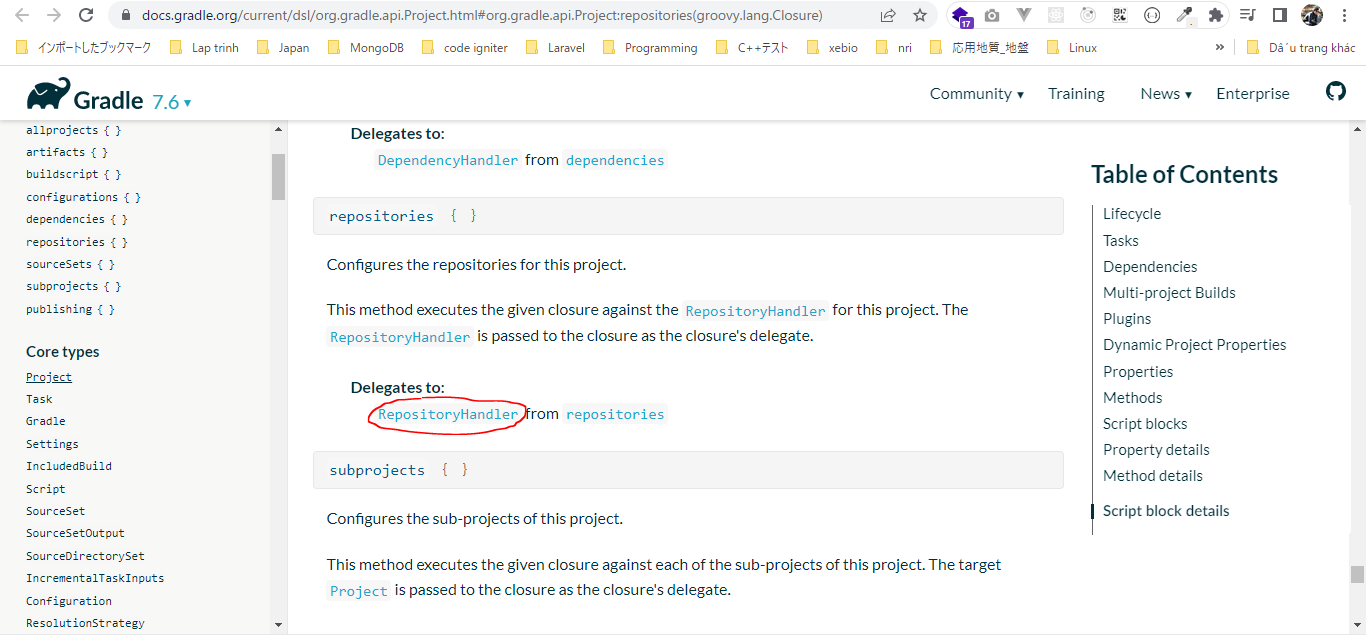 docs.gradle.org/current/dsl/org.gradle.api.Project.html#org.gradle.api.Project:repositories(groovy.lang.Closure)
17
インポートしたブックマーク Lap trinh Japan MongoDB code igniter Laravel Programming C++テスト xebio nri 応用地質_地盤 Linux » Dấu trang khác
Gradle 7.6 ▾
Community ▾ Training News ▾ Enterprise
allprojects { }
artifacts { }
buildscript { }
configurations { }
dependencies { }
repositories { }
sourceSets { }
subprojects { }
publishing { }
Core types
Project
Task
Gradle
Settings
IncludedBuild
Script
SourceSet
SourceSetOutput
SourceDirectorySet
IncrementalTaskInputs
Configuration
ResolutionStrategy
Delegates to:
DependencyHandler from dependencies
repositories { }
Configures the repositories for this project.
This method executes the given closure against the RepositoryHandler for this project. The
RepositoryHandler is passed to the closure as the closure's delegate.
Delegates to:
RepositoryHandler from repositories
subprojects { }
Configures the sub-projects of this project.
This method executes the given closure against each of the sub-projects of this project. The target
Project is passed to the closure as the closure's delegate.
Table of Contents
Lifecycle
Tasks
Dependencies
Multi-project Builds
Plugins
Dynamic Project Properties
Properties
Methods
Script blocks
Property details
Method details
Script block details